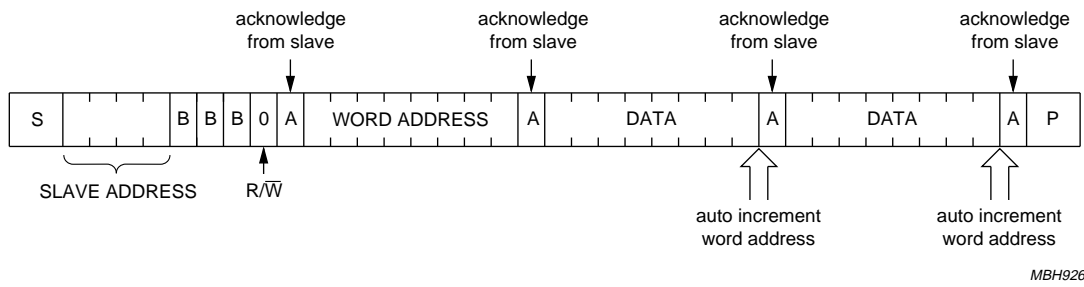 acknowledge
from slave
acknowledge
from slave
acknowledge
from slave
acknowledge
from slave
S B B B 0 A WORD ADDRESS A DATA A DATA A P
SLAVE ADDRESS
R/W̅
auto increment
word address
auto increment
word address
MBH926